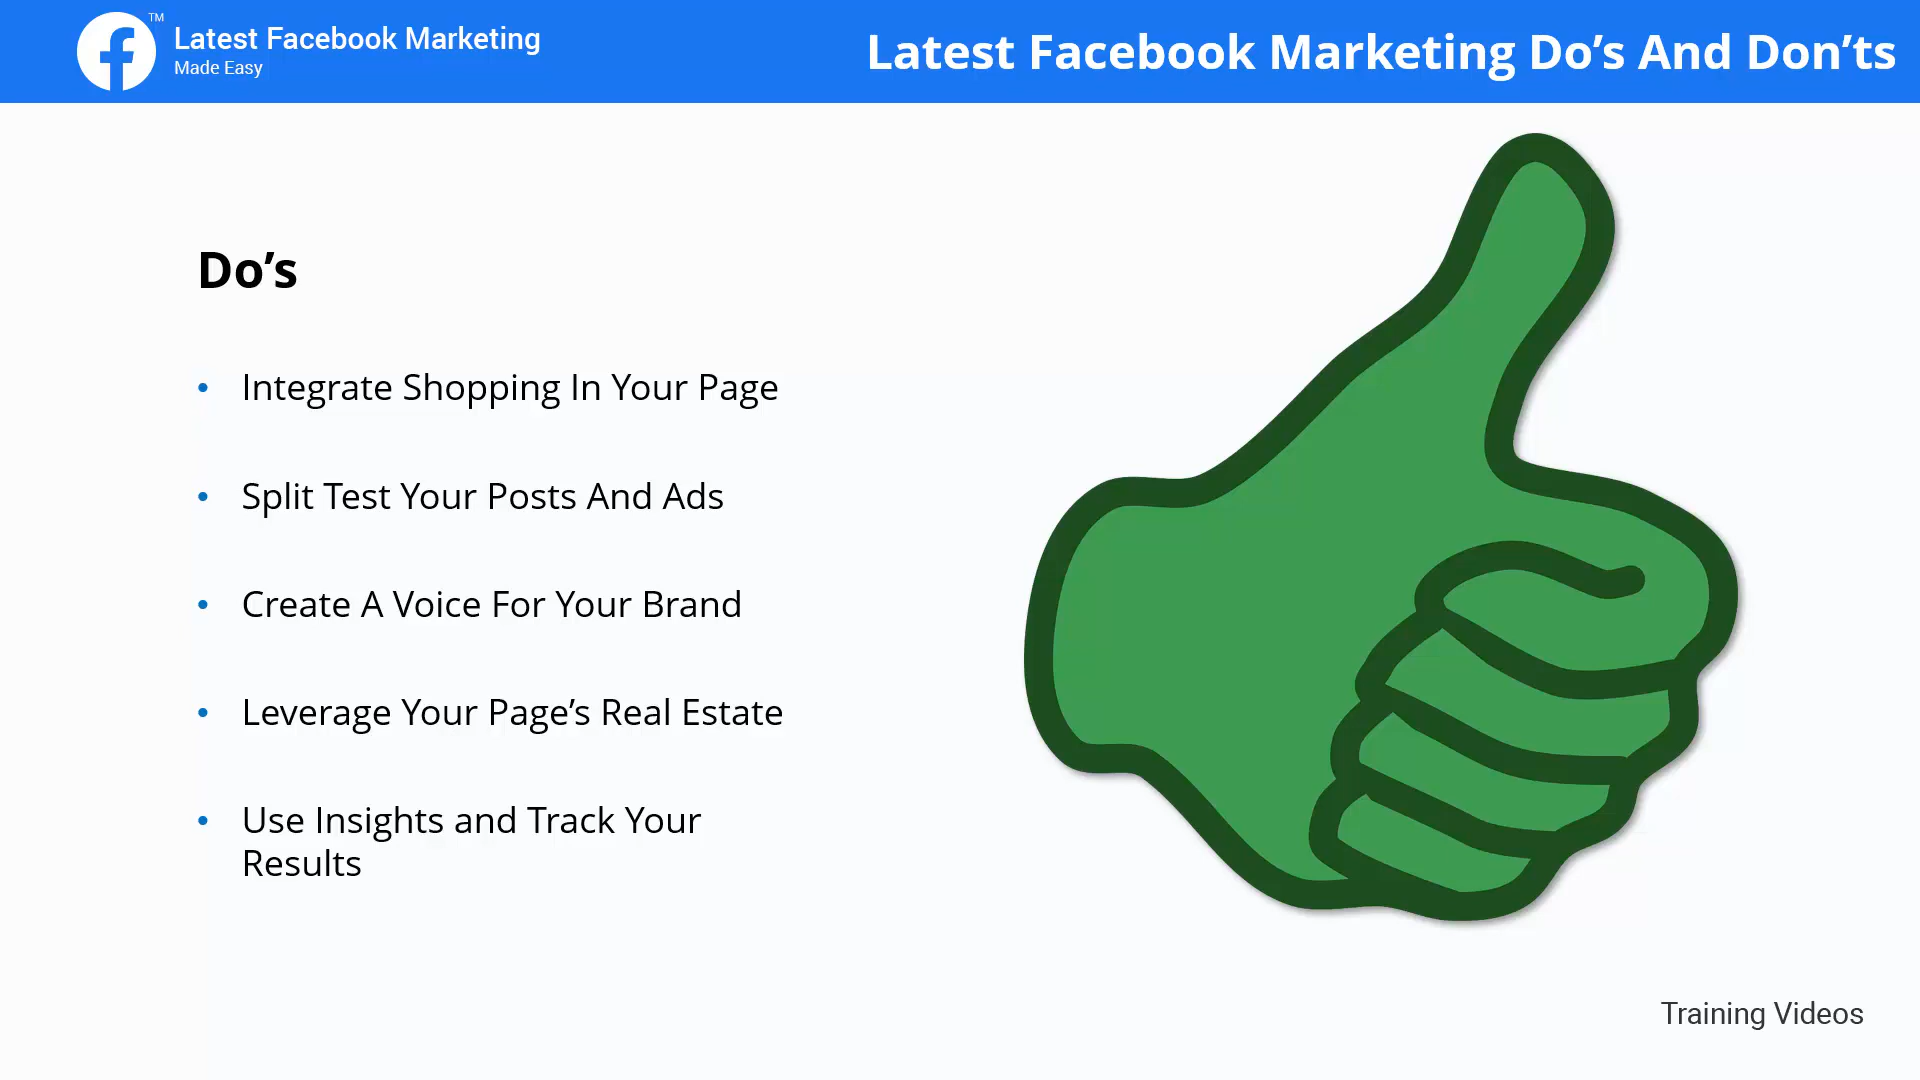 Latest Facebook Marketing™
Made Easy
Latest Facebook Marketing Do’s And Don’ts
Do’s
• Integrate Shopping In Your Page
• Split Test Your Posts And Ads
• Create A Voice For Your Brand
• Leverage Your Page’s Real Estate
• Use Insights and Track Your
Results
Training Videos